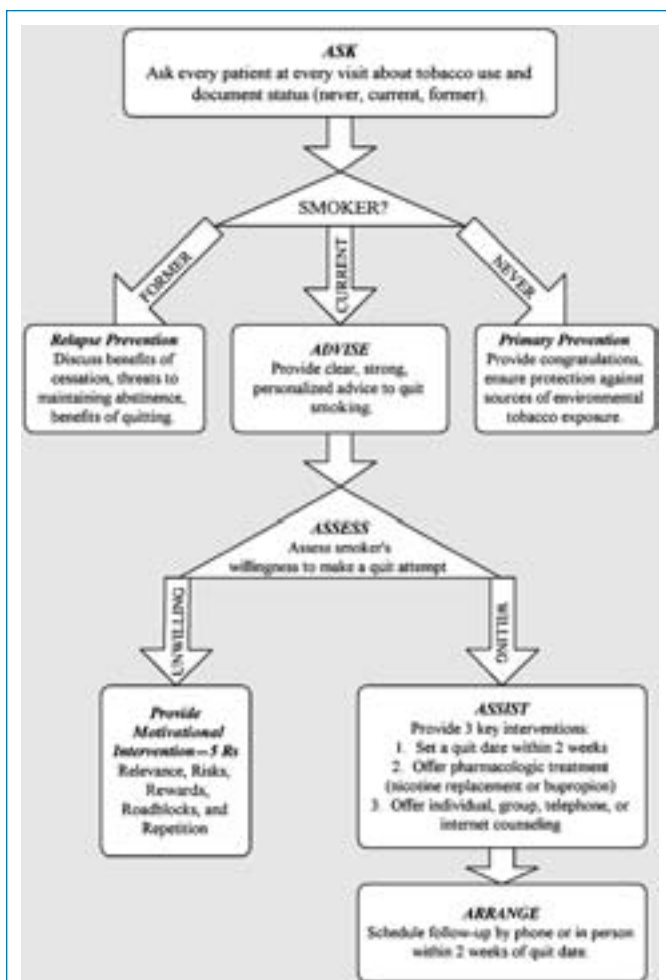 ASK
Ask every patient at every visit about tobacco use and
document status (never, current, former).
SMOKER?
FORMER
CURRENT
NEVER
Relapse Prevention
Discuss benefits of
cessation, threats to
maintaining abstinence,
benefits of quitting.
ADVISE
Provide clear, strong,
personalized advice to quit
smoking.
Primary Prevention
Provide congratulations,
ensure protection against
sources of environmental
tobacco exposure.
ASSESS
Assess smoker's
willingness to make a quit attempt
UNWILLING
WILLING
Provide
Motivational
Intervention—5 Rs
Relevance, Risks,
Rewards,
Roadblocks, and
Repetition
ASSIST
Provide 3 key interventions:
1. Set a quit date within 2 weeks
2. Offer pharmacologic treatment
(nicotine replacement or bupropion)
3. Offer individual, group, telephone, or
internet counseling
ARRANGE
Schedule follow-up by phone or in person
within 2 weeks of quit date.